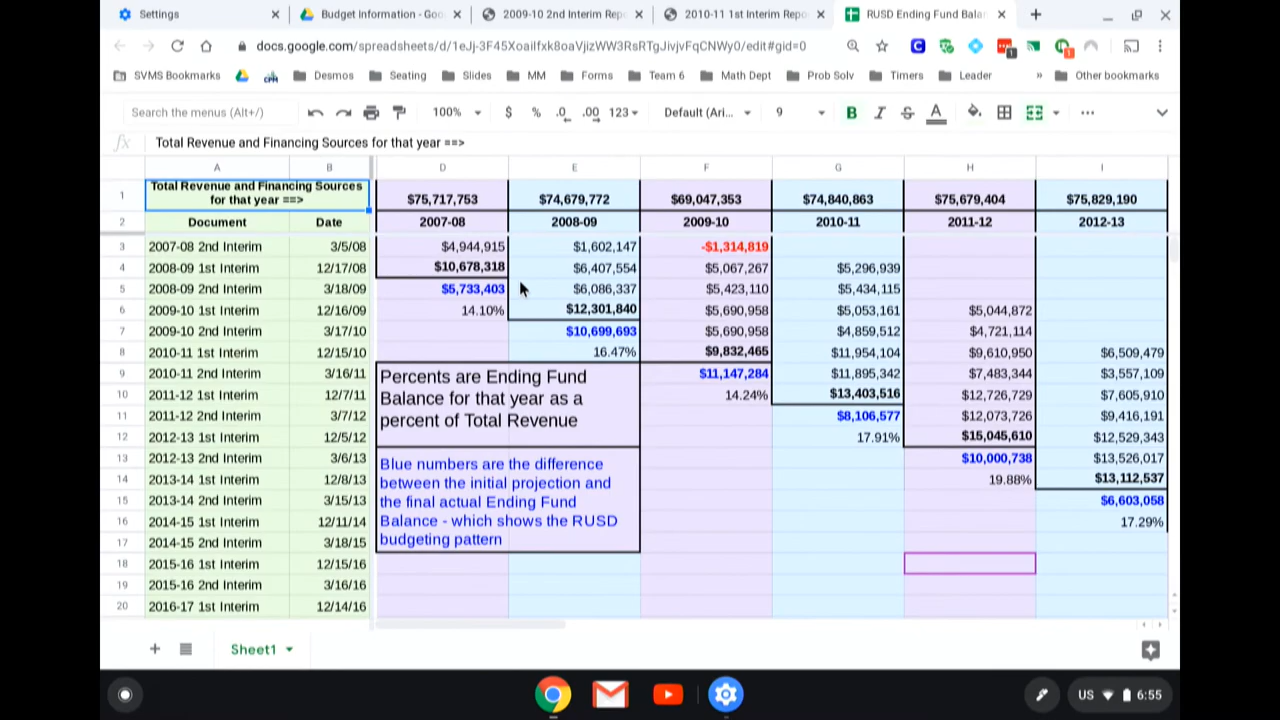 Settings
Budget Information - Goo
2009-10 2nd Interim Rep
2010-11 1st Interim Repo
RUSD Ending Fund Balan
docs.google.com/spreadsheets/d/1eJj-3F45Xoailfxk8oaVjizWW3RsRTgJivjvFqCNWy0/edit#gid=0
SVMS Bookmarks CPM Desmos Seating Slides MM Forms Team 6 Math Dept Prob Solv Timers Leader » Other bookmarks
Search the menus (Alt+/) 100% $ % .0 .00 123 Default (Ari... 9 B I S A ...
fx Total Revenue and Financing Sources for that year ==>
A B D E F G H I
1 Total Revenue and Financing Sources for that year ==> $75,717,753 $74,679,772 $69,047,353 $74,840,863 $75,679,404 $75,829,190
2 Document Date 2007-08 2008-09 2009-10 2010-11 2011-12 2012-13
3 2007-08 2nd Interim 3/5/08 $4,944,915 $1,602,147 -$1,314,819
4 2008-09 1st Interim 12/17/08 $10,678,318 $6,407,554 $5,067,267 $5,296,939
5 2008-09 2nd Interim 3/18/09 $5,733,403 $6,086,337 $5,423,110 $5,434,115
6 2009-10 1st Interim 12/16/09 14.10% $12,301,840 $5,690,958 $5,053,161 $5,044,872
7 2009-10 2nd Interim 3/17/10 $10,699,693 $5,690,958 $4,859,512 $4,721,114
8 2010-11 1st Interim 12/15/10 16.47% $9,832,465 $11,954,104 $9,610,950 $6,509,479
9 2010-11 2nd Interim 3/16/11 $11,147,284 $11,895,342 $7,483,344 $3,557,109
10 2011-12 1st Interim 12/7/11 14.24% $13,403,516 $12,726,729 $7,605,910
11 2011-12 2nd Interim 3/7/12 $8,106,577 $12,073,726 $9,416,191
12 2012-13 1st Interim 12/5/12 17.91% $15,045,610 $12,529,343
13 2012-13 2nd Interim 3/6/13 $10,000,738 $13,526,017
14 2013-14 1st Interim 12/8/13 19.88% $13,112,537
15 2013-14 2nd Interim 3/15/13 $6,603,058
16 2014-15 1st Interim 12/11/14 17.29%
17 2014-15 2nd Interim 3/18/15
18 2015-16 1st Interim 12/15/16
19 2015-16 2nd Interim 3/16/16
20 2016-17 1st Interim 12/14/16
Percents are Ending Fund
Balance for that year as a
percent of Total Revenue
Blue numbers are the difference
between the initial projection and
the final actual Ending Fund
Balance - which shows the RUSD
budgeting pattern
Sheet1
US 6:55